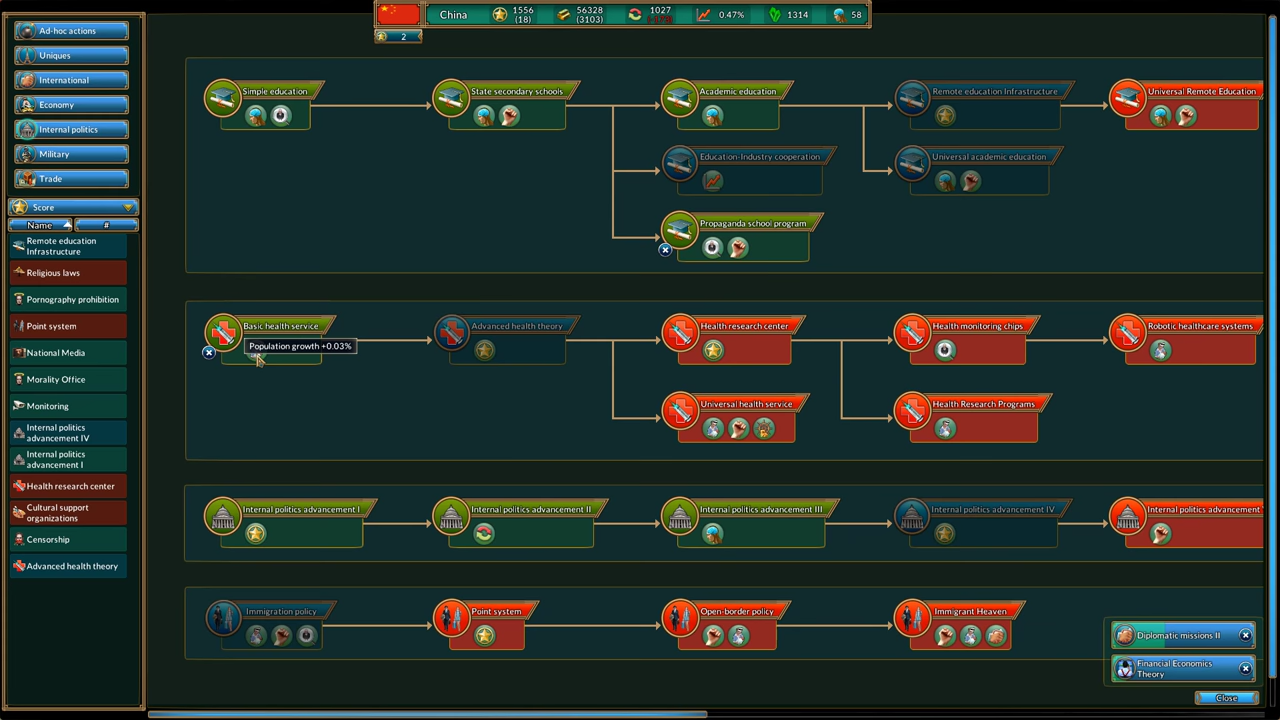 China
1556
(18)
56328
(3103)
1027
0.47%
1314
58
2
Ad-hoc actions
Uniques
International
Economy
Internal politics
Military
Trade
Score
Name
#
Remote education
Infrastructure
Religious laws
Pornography prohibition
Point system
National Media
Morality Office
Monitoring
Internal politics
advancement IV
Internal politics
advancement I
Health research center
Cultural support
organizations
Censorship
Advanced health theory
Simple education
State secondary schools
Academic education
Remote education Infrastructure
Universal Remote Education
Education-Industry cooperation
Universal academic education
Propaganda school program
Basic health service
Population growth +0.03%
Advanced health theory
Health research center
Health monitoring chips
Robotic healthcare systems
Universal health service
Health Research Programs
Internal politics advancement I
Internal politics advancement II
Internal politics advancement III
Internal politics advancement IV
Internal politics advancement
Immigration policy
Point system
Open-border policy
Immigrant Heaven
Diplomatic missions II
Financial Economics
Theory
Close